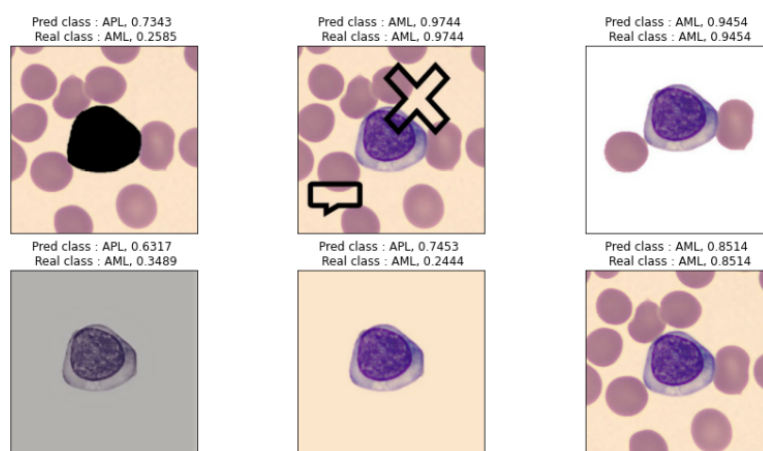 Pred class : APL, 0.7343
Real class : AML, 0.2585
Pred class : AML, 0.9744
Real class : AML, 0.9744
Pred class : AML, 0.9454
Real class : AML, 0.9454
Pred class : APL, 0.6317
Real class : AML, 0.3489
Pred class : APL, 0.7453
Real class : AML, 0.2444
Pred class : AML, 0.8514
Real class : AML, 0.8514